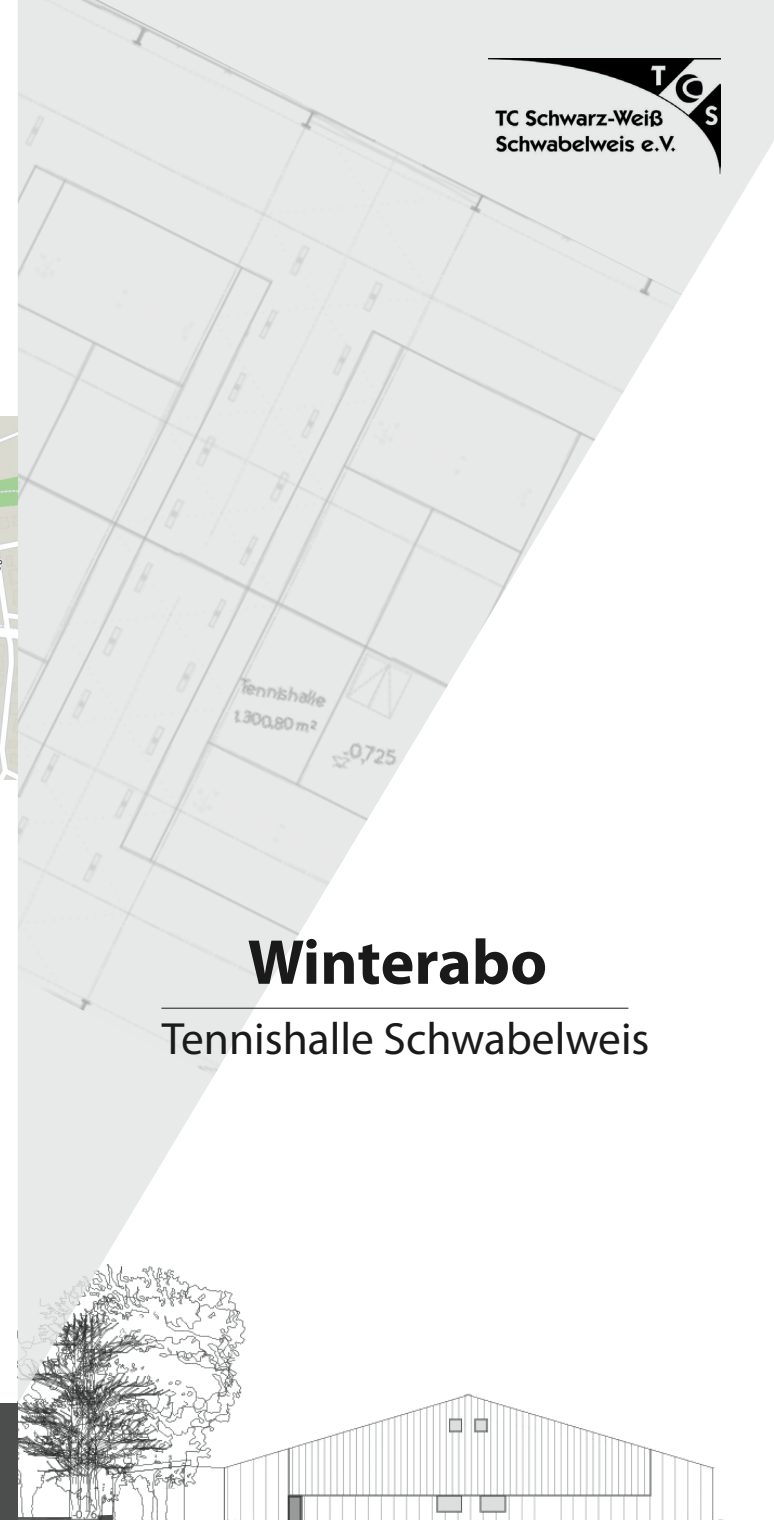 T C S
TC Schwarz-Weiß
Schwabelweis e.V.
Tennishalle
1.300,80 m²
-0,725
Winterabo
Tennishalle Schwabelweis